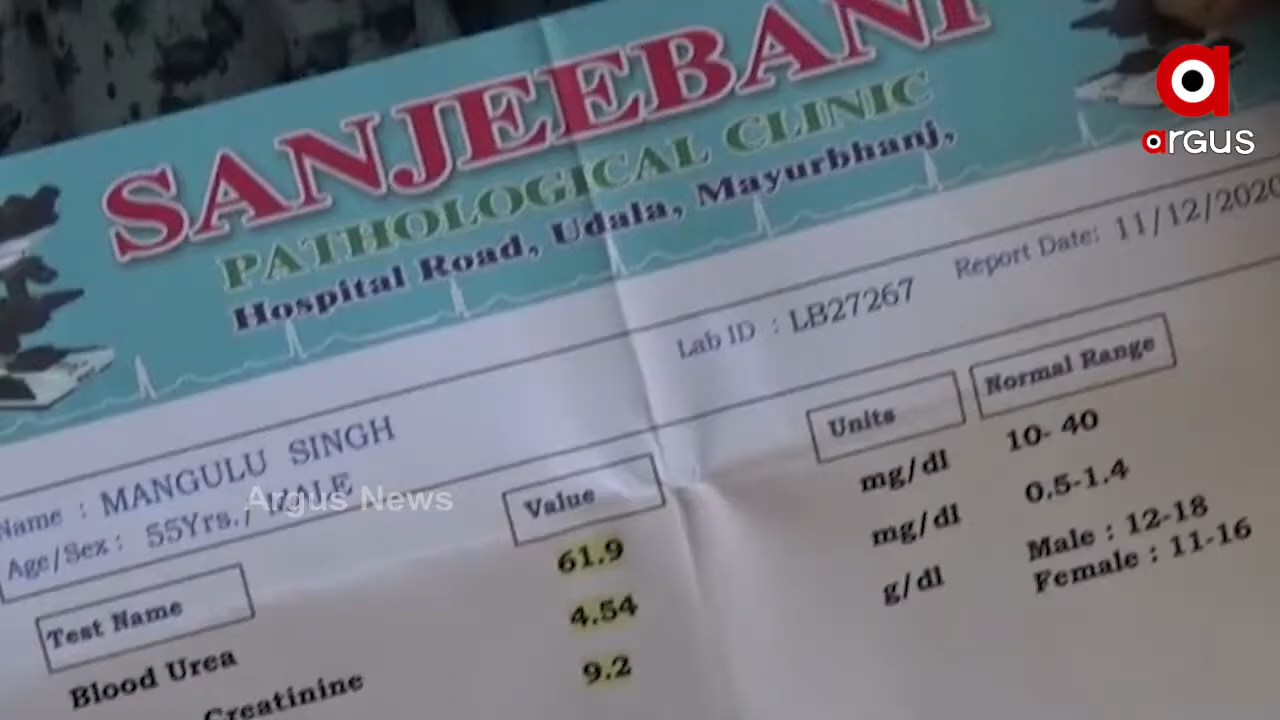 SANJEEBANI
PATHOLOGICAL CLINIC
Hospital Road, Udala, Mayurbhanj,
argus
Lab ID : LB27267 Report Date: 11/12/2020
Name : MANGULU SINGH
Age/Sex : 55Yrs./ MALE
Argus News
Test Name Value Units Normal Range
Blood Urea 61.9 mg/dl 10- 40
Creatinine 4.54 mg/dl 0.5-1.4
9.2 g/dl Male : 12-18
Female : 11-16